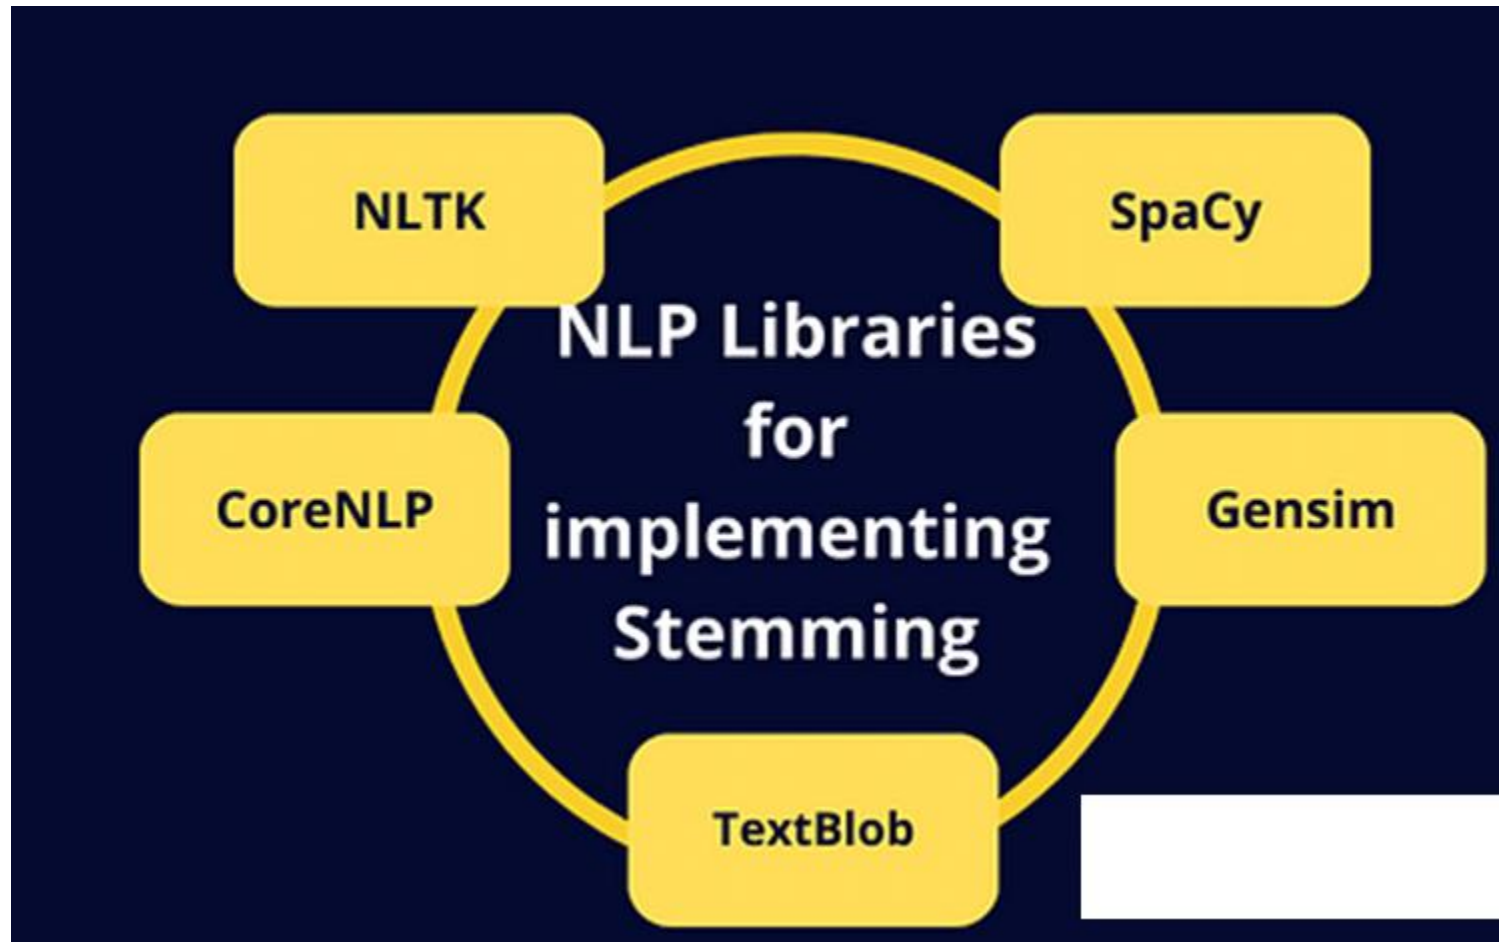 NLTK
SpaCy
NLP Libraries
for
implementing
Stemming
CoreNLP
Gensim
TextBlob